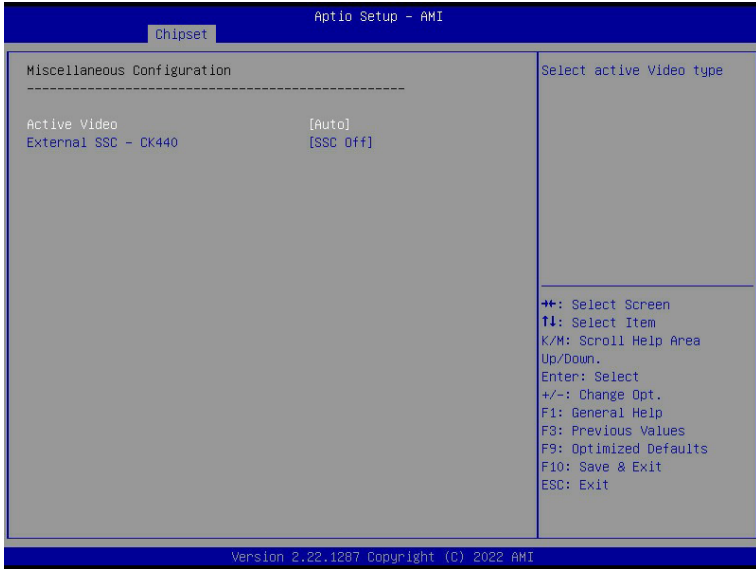 Aptio Setup - AMI
Chipset
Miscellaneous Configuration
--------------------------------------------------
Active Video [Auto]
External SSC - CK440 [SSC Off]
Select active Video type
→←: Select Screen
↑↓: Select Item
K/M: Scroll Help Area
Up/Down.
Enter: Select
+/-: Change Opt.
F1: General Help
F3: Previous Values
F9: Optimized Defaults
F10: Save & Exit
ESC: Exit
Version 2.22.1287 Copyright (C) 2022 AMI